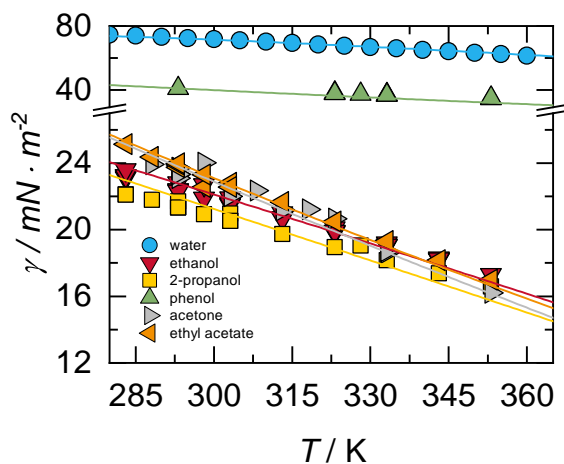 80
40
24
20
16
12
γ / mN · m⁻²
water
ethanol
2-propanol
phenol
acetone
ethyl acetate
285 300 315 330 345 360
T / K